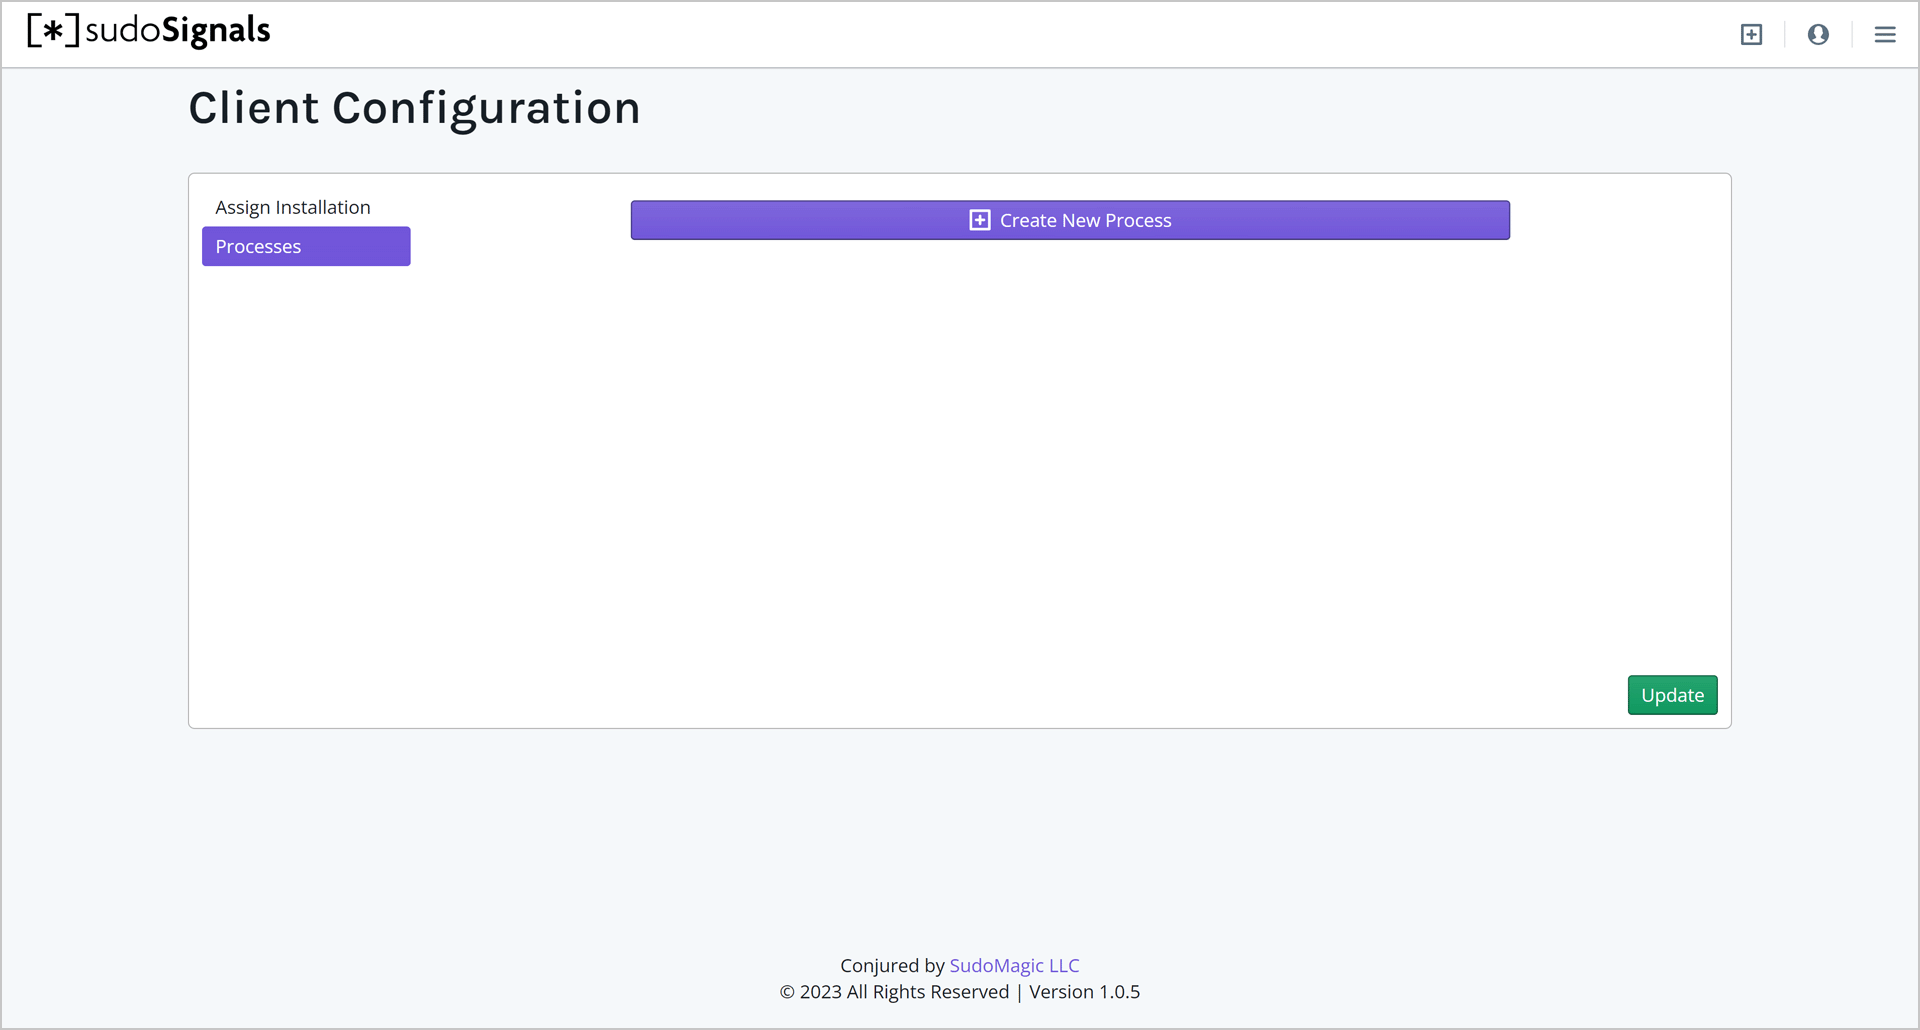 [*]sudoSignals
Client Configuration
Assign Installation
Processes
Create New Process
Update
Conjured by SudoMagic LLC
© 2023 All Rights Reserved | Version 1.0.5